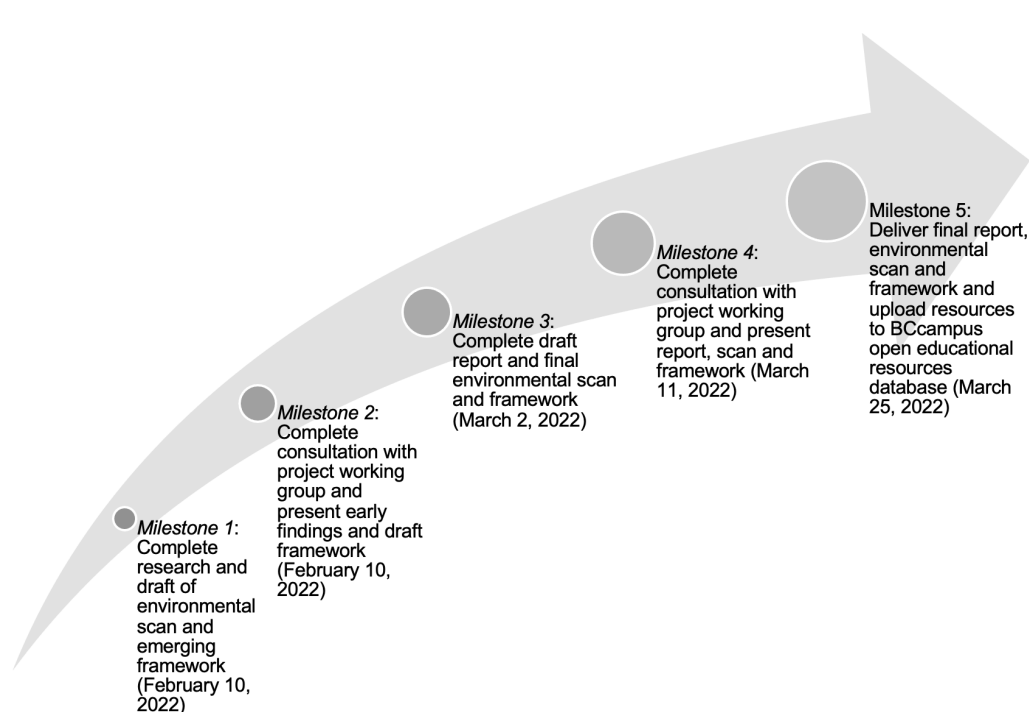 Milestone 1:
Complete
research and
draft of
environmental
scan and
emerging
framework
(February 10,
2022)
Milestone 2:
Complete
consultation with
project working
group and
present early
findings and draft
framework
(February 10,
2022)
Milestone 3:
Complete draft
report and final
environmental scan
and framework
(March 2, 2022)
Milestone 4:
Complete
consultation with
project working
group and present
report, scan and
framework (March
11, 2022)
Milestone 5:
Deliver final report,
environmental
scan and
framework and
upload resources
to BCcampus
open educational
resources
database (March
25, 2022)